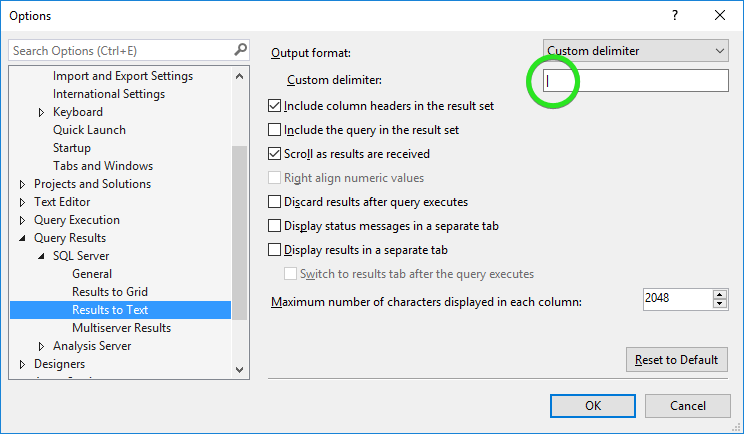 Options
Search Options (Ctrl+E)
Import and Export Settings
International Settings
Keyboard
Quick Launch
Startup
Tabs and Windows
Projects and Solutions
Text Editor
Query Execution
Query Results
SQL Server
General
Results to Grid
Results to Text
Multiserver Results
Analysis Server
Designers
Output format:
Custom delimiter
Custom delimiter:
|
Include column headers in the result set
Include the query in the result set
Scroll as results are received
Right align numeric values
Discard results after query executes
Display status messages in a separate tab
Display results in a separate tab
Switch to results tab after the query executes
Maximum number of characters displayed in each column:
2048
Reset to Default
OK
Cancel